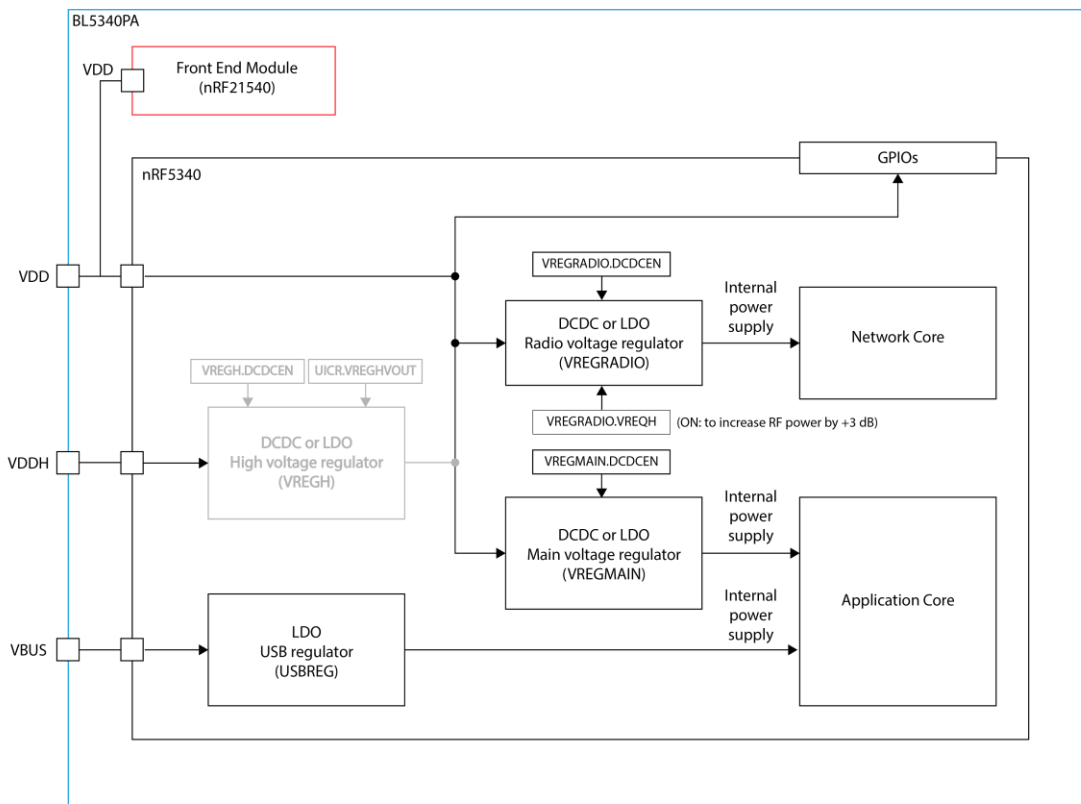 BL5340PA
VDD
Front End Module
(nRF21540)
GPIOs
nRF5340
VDD
VREGRADIO.DCDCEN
Internal
power
supply
DCDC or LDO
Radio voltage regulator
(VREGRADIO)
Network Core
VREGH.DCDCEN
UICR.VREGHVOUT
VREGRADIO.VREQH
(ON: to increase RF power by +3 dB)
VDDH
DCDC or LDO
High voltage regulator
(VREGH)
VREGMAIN.DCDCEN
Internal
power
supply
DCDC or LDO
Main voltage regulator
(VREGMAIN)
Application Core
Internal
power
supply
VBUS
LDO
USB regulator
(USBREG)